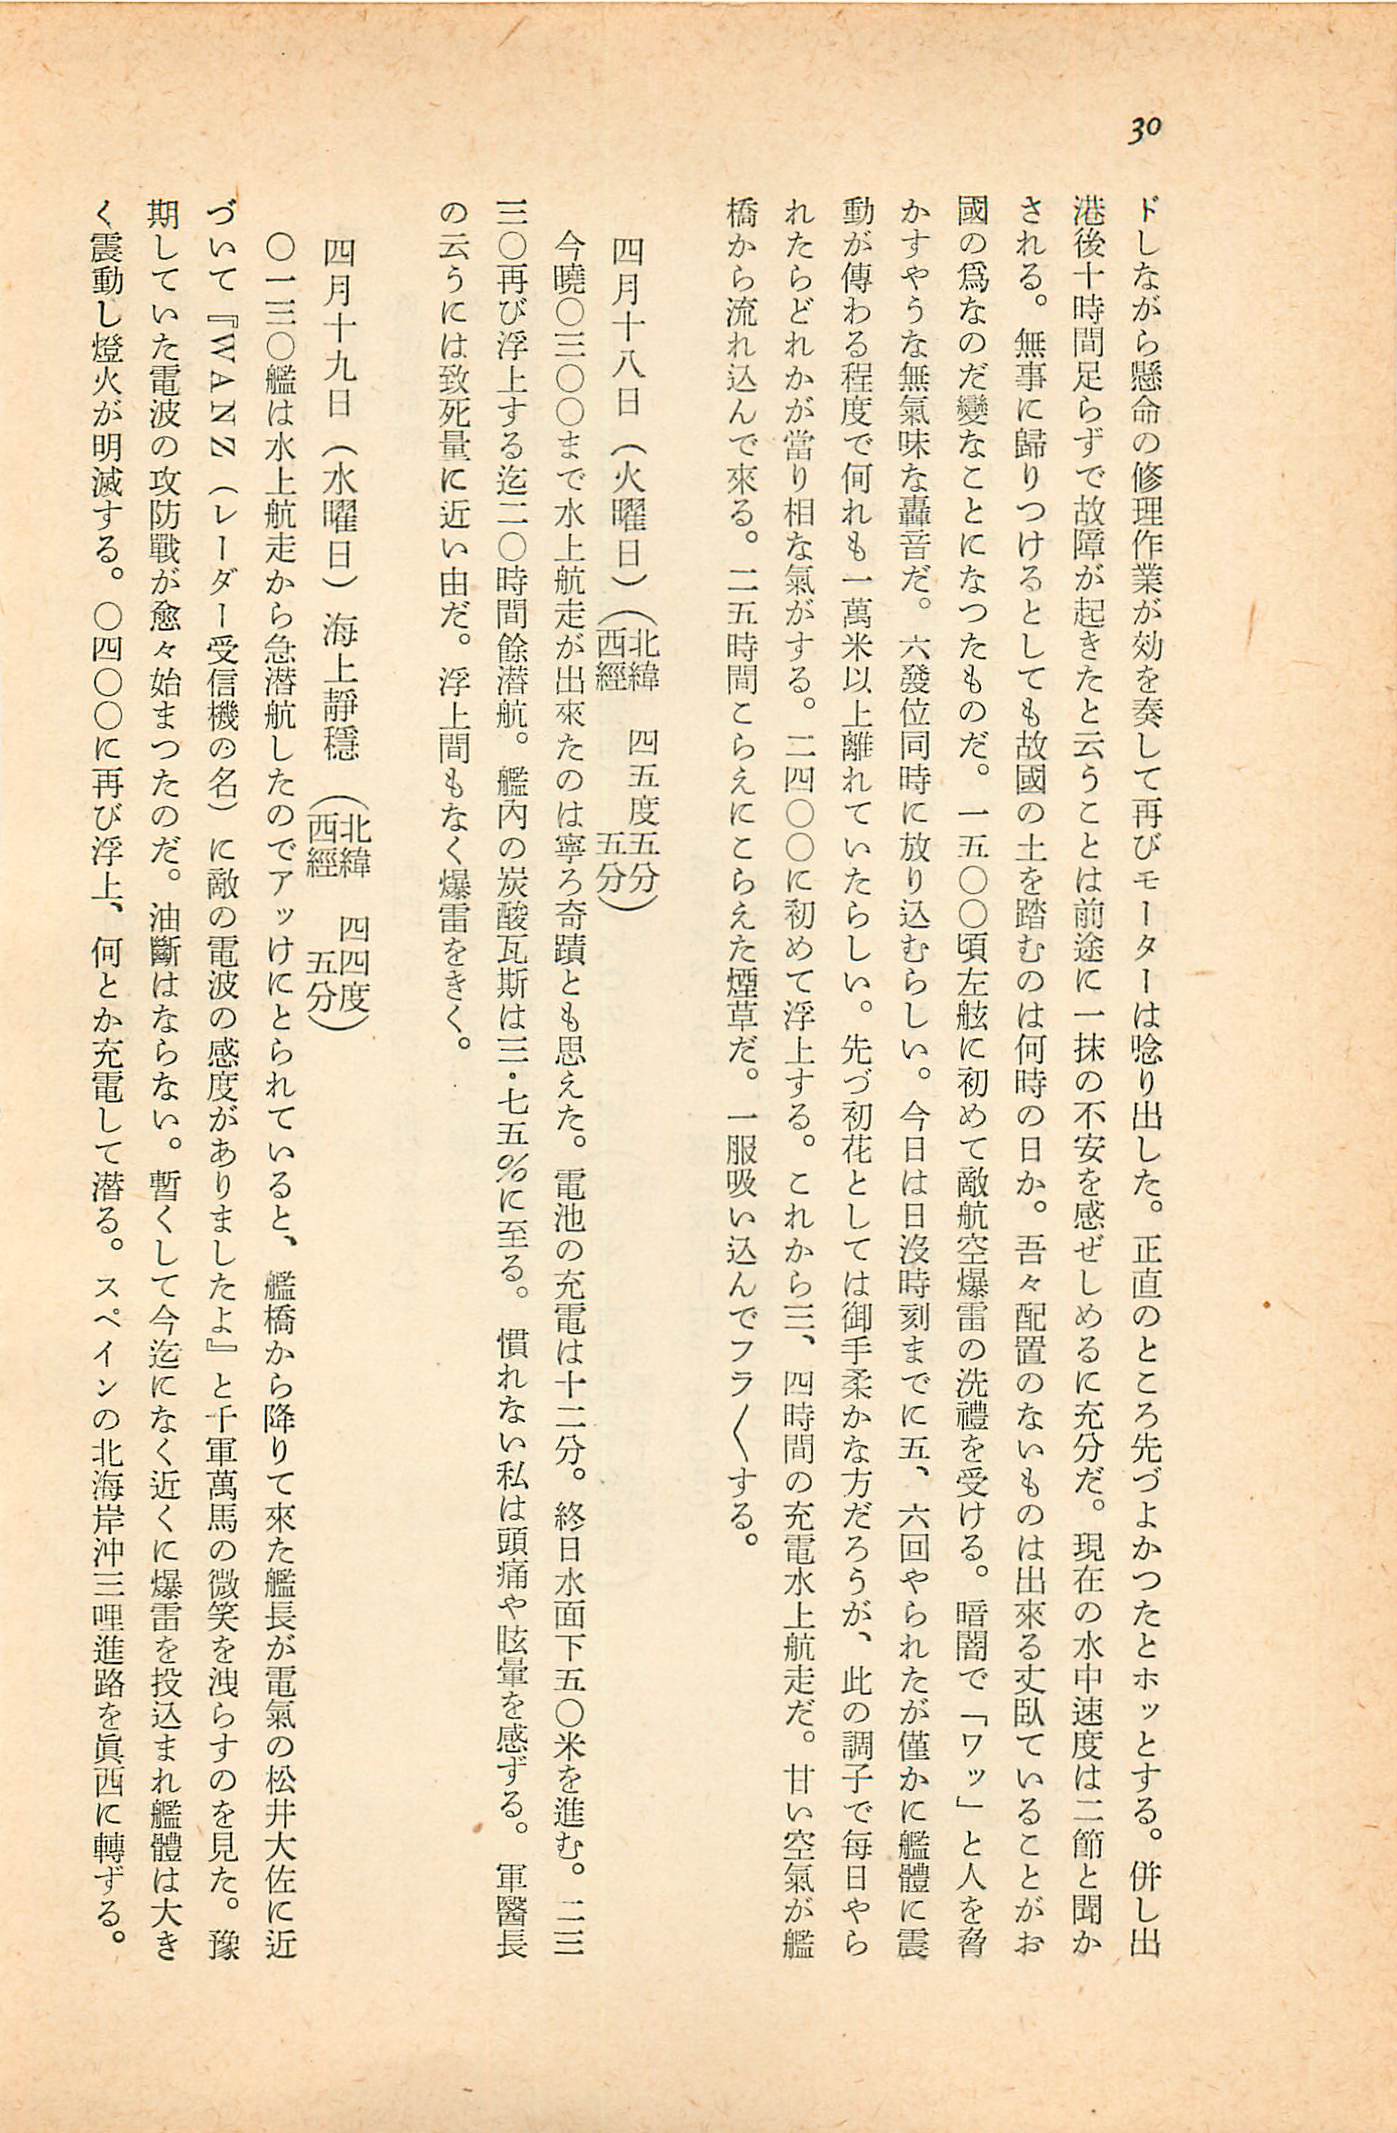 30
ドしながら懸命の修理作業が効を奏して再びモーターは唸り出した。正直のところ先づよかつたとホッとする。併し出
港後十時間足らずで故障が起きたと云うことは前途に一抹の不安を感ぜしめるに充分だ。現在の水中速度は二節と聞か
される。無事に歸りつけるとしても故國の土を踏むのは何時の日か。吾々配置のないものは出來る丈臥ていることがお
國の爲なのだ變なことになつたものだ。一五〇〇頃左舷に初めて敵航空爆雷の洗禮を受ける。暗闇で「ワッ」と人を脅
かすやうな無氣味な轟音だ。六發位同時に放り込むらしい。今日は日沒時刻までに五、六回やられたが僅かに艦體に震
動が傳わる程度で何れも一萬米以上離れていたらしい。先づ初花としては御手柔かな方だろうが、此の調子で每日やら
れたらどれかが當り相な氣がする。二四〇〇に初めて浮上する。これから三、四時間の充電水上航走だ。甘い空氣が艦
橋から流れ込んで來る。二五時間こらえにこらえた煙草だ。一服吸い込んでフラ〱する。
四月十八日（火曜日）（北緯　四五度五分
西經　　　五分）
今曉〇三〇〇まで水上航走が出來たのは寧ろ奇蹟とも思えた。電池の充電は十二分。終日水面下五〇米を進む。二三
三〇再び浮上する迄二〇時間餘潜航。艦內の炭酸瓦斯は三・七五％に至る。慣れない私は頭痛や眩暈を感ずる。軍醫長
の云うには致死量に近い由だ。浮上間もなく爆雷をきく。
四月十九日（水曜日）海上靜穩（北緯　四四度
西經　　五分）
〇一三〇艦は水上航走から急潜航したのでアッけにとられていると、艦橋から降りて來た艦長が電氣の松井大佐に近
づいて『WANZ（レーダー受信機の名）に敵の電波の感度がありましたよ』と千軍萬馬の微笑を洩らすのを見た。豫
期していた電波の攻防戰が愈々始まつたのだ。油斷はならない。暫くして今迄になく近くに爆雷を投込まれ艦體は大き
く震動し燈火が明滅する。〇四〇〇に再び浮上、何とか充電して潜る。スペインの北海岸沖三哩進路を眞西に轉ずる。